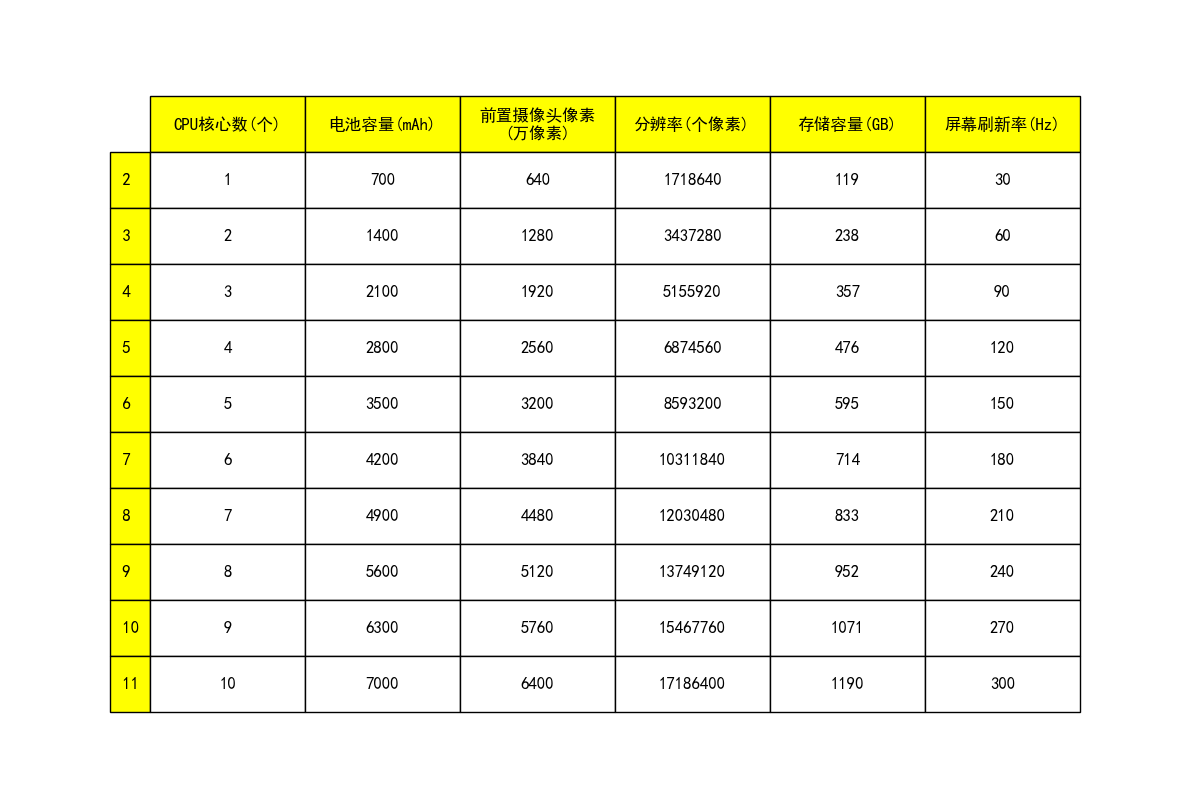 CPU核心数(个) 电池容量(mAh) 前置摄像头像素 分辨率(个像素) 存储容量(GB) 屏幕刷新率(Hz)
(万像素)
2 1 700 640 1718640 119 30
3 2 1400 1280 3437280 238 60
4 3 2100 1920 5155920 357 90
5 4 2800 2560 6874560 476 120
6 5 3500 3200 8593200 595 150
7 6 4200 3840 10311840 714 180
8 7 4900 4480 12030480 833 210
9 8 5600 5120 13749120 952 240
10 9 6300 5760 15467760 1071 270
11 10 7000 6400 17186400 1190 300